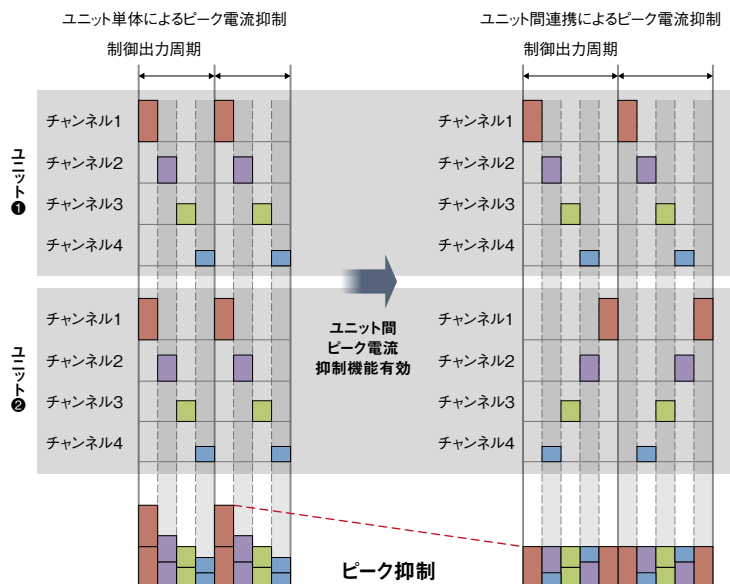 ユニット単体によるピーク電流抑制
ユニット間連携によるピーク電流抑制
制御出力周期
制御出力周期
ユニット❶
チャンネル1
チャンネル2
チャンネル3
チャンネル4
チャンネル1
チャンネル2
チャンネル3
チャンネル4
ユニット間
ピーク電流
抑制機能有効
ユニット❷
チャンネル1
チャンネル2
チャンネル3
チャンネル4
チャンネル1
チャンネル2
チャンネル3
チャンネル4
ピーク抑制